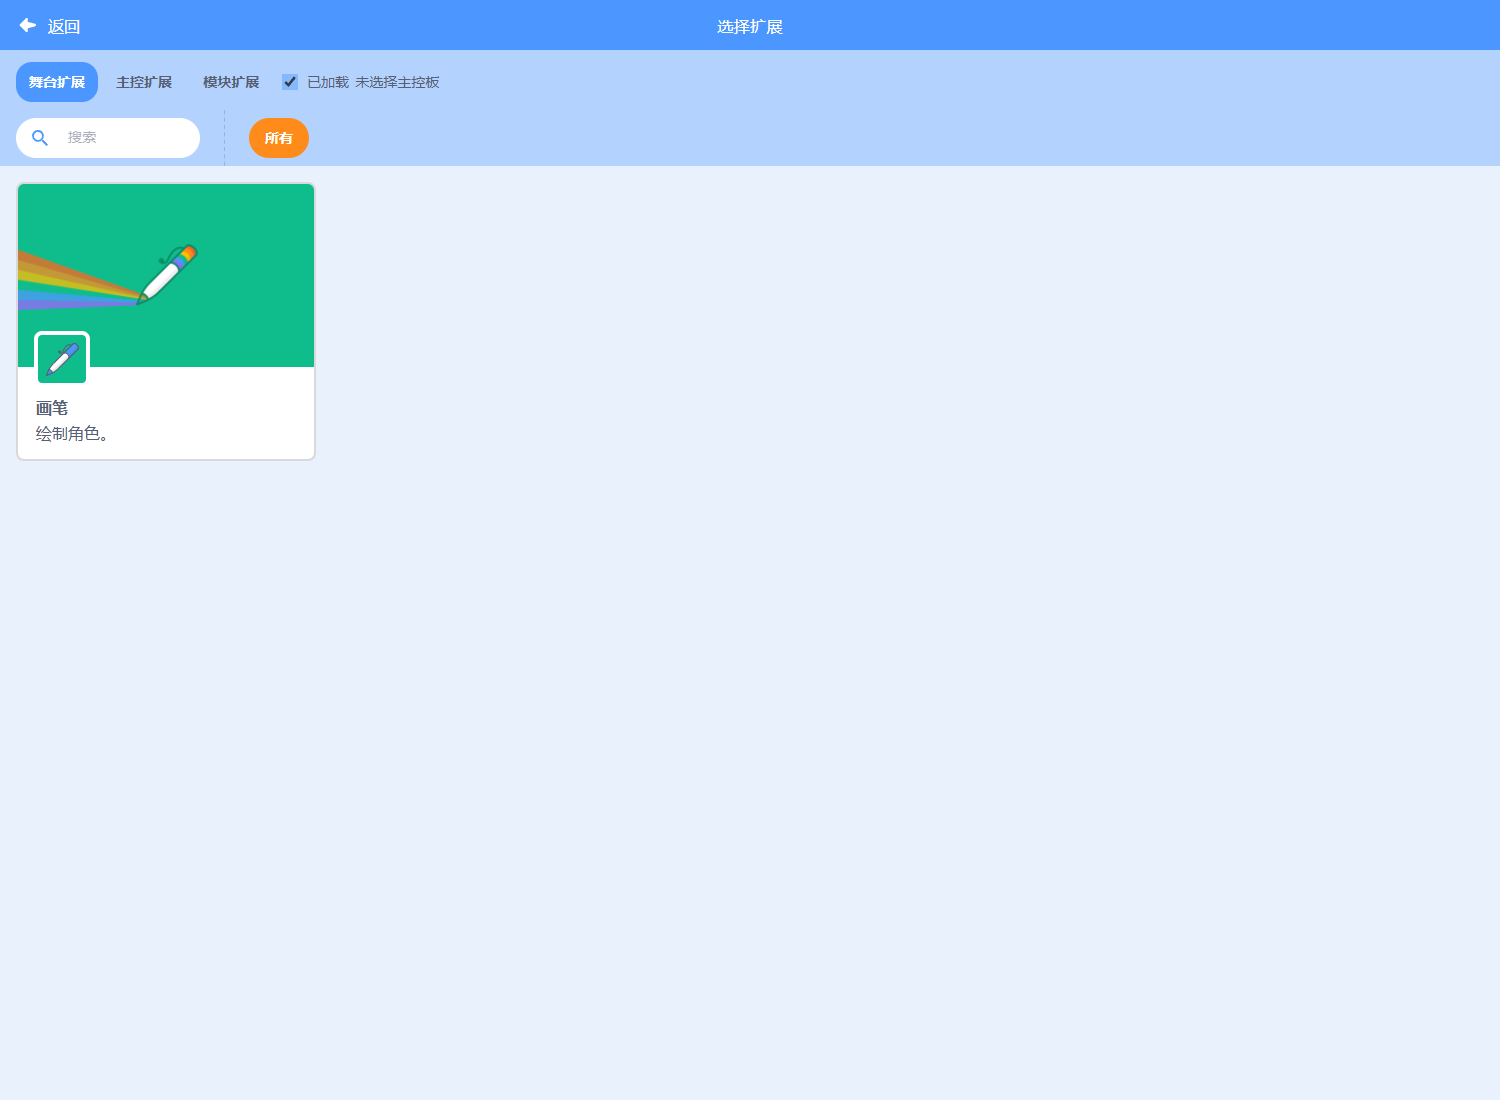 返回
选择扩展
舞台扩展 主控扩展 模块扩展 已加载 未选择主控板
搜索 所有
画笔
绘制角色。